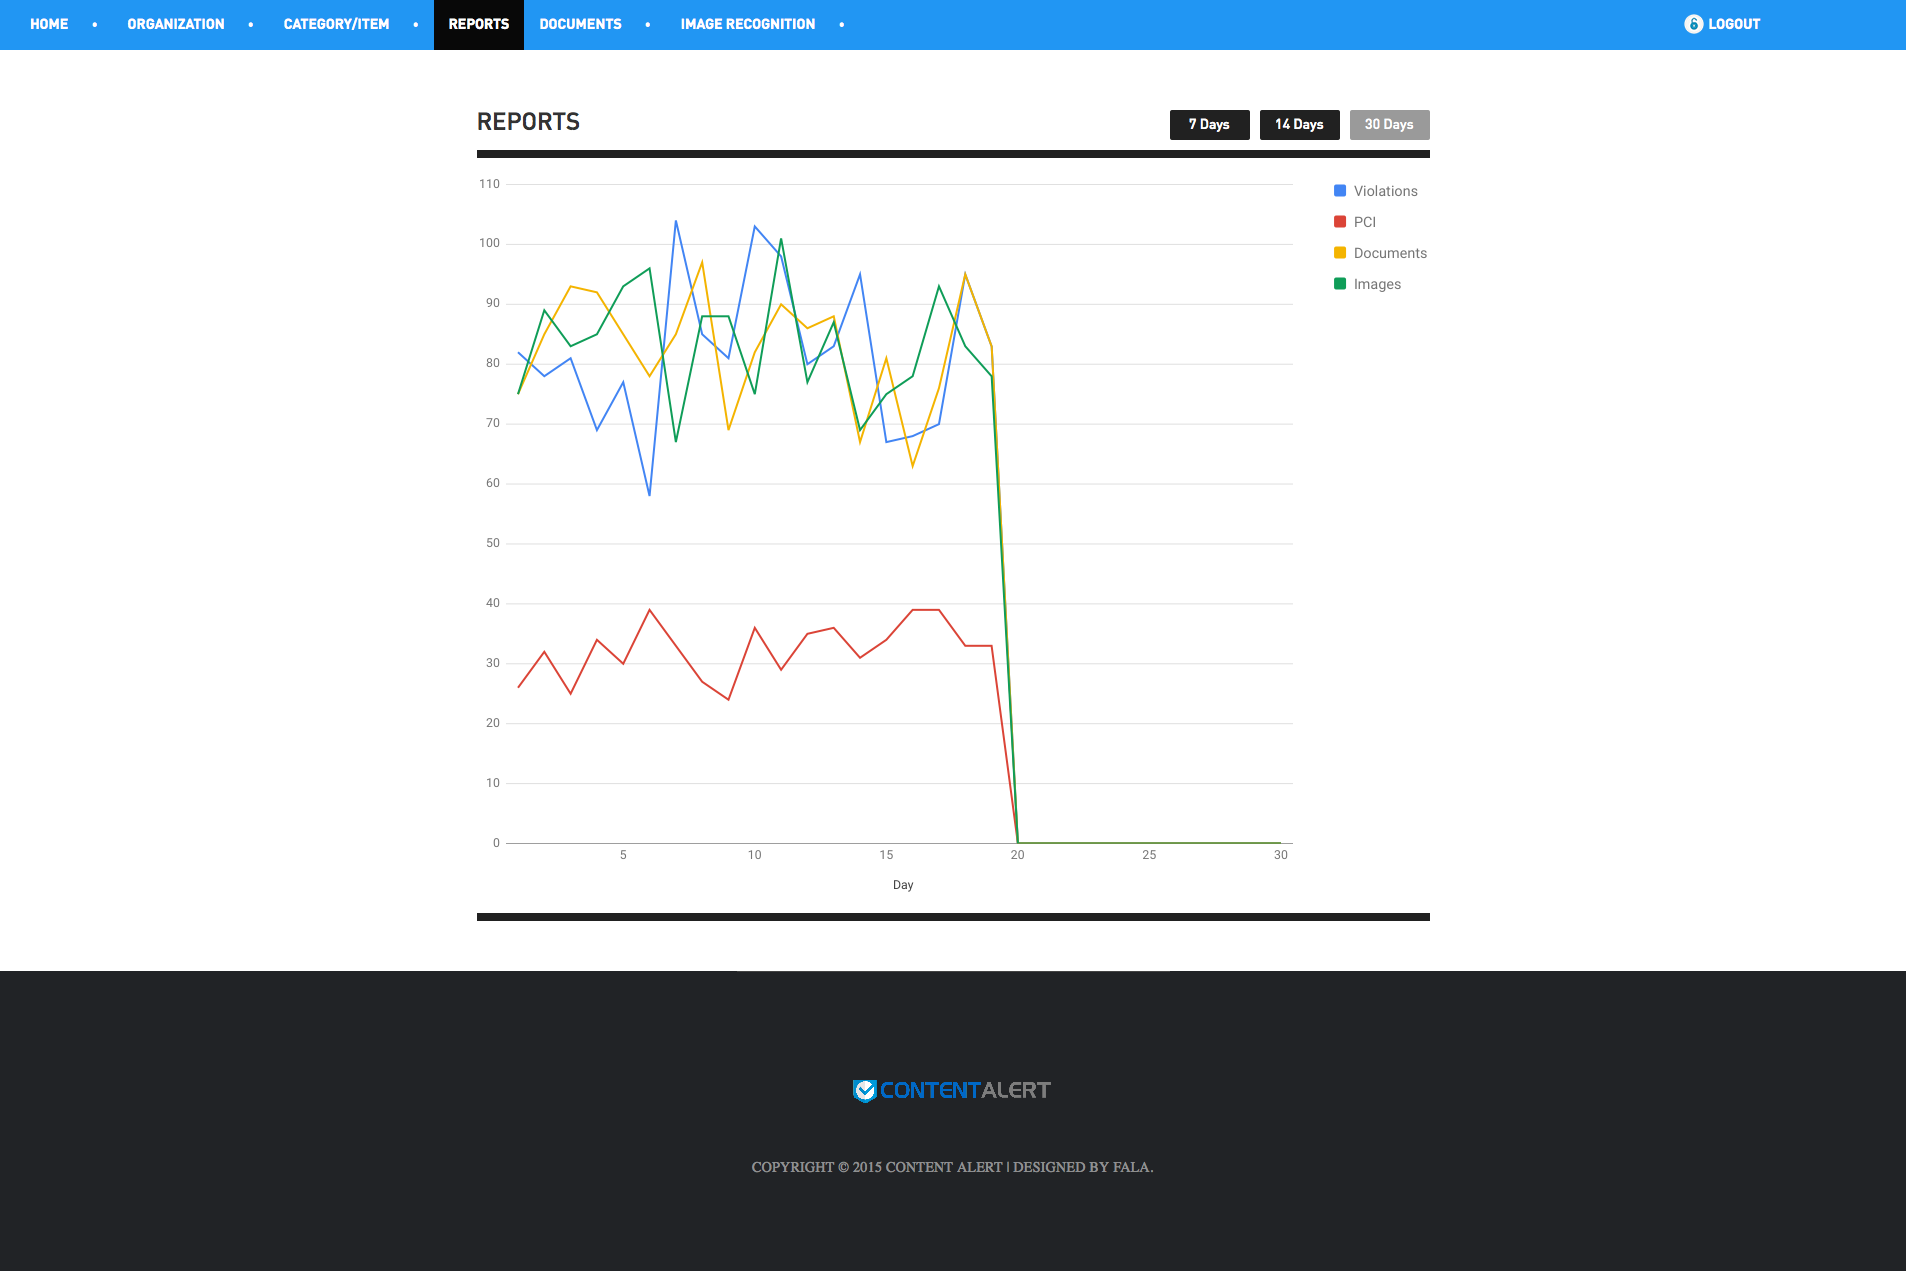 HOME • ORGANIZATION • CATEGORY/ITEM • REPORTS DOCUMENTS • IMAGE RECOGNITION • LOGOUT
REPORTS 7 Days 14 Days 30 Days
110
100
90
80
70
60
50
40
30
20
10
0
5 10 15 20 25 30
Day
Violations
PCI
Documents
Images
CONTENTALERT
COPYRIGHT © 2015 CONTENT ALERT | DESIGNED BY FALA.